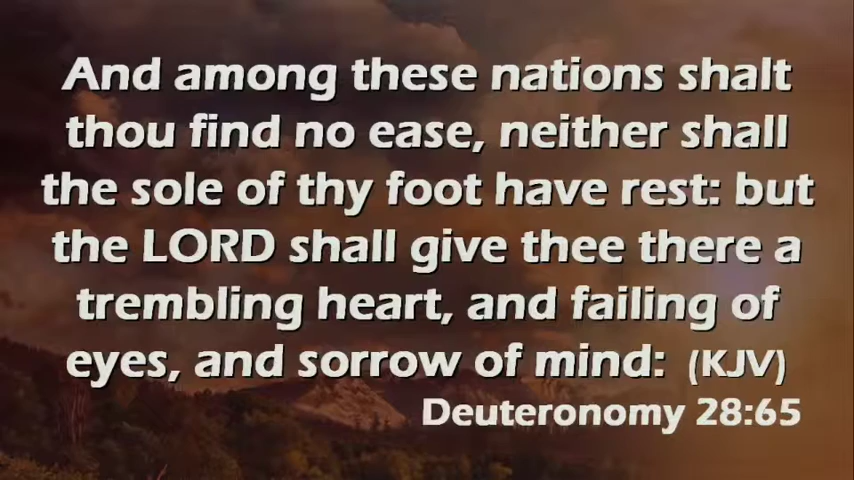 And among these nations shalt
thou find no ease, neither shall
the sole of thy foot have rest: but
the LORD shall give thee there a
trembling heart, and failing of
eyes, and sorrow of mind: (KJV)
Deuteronomy 28:65